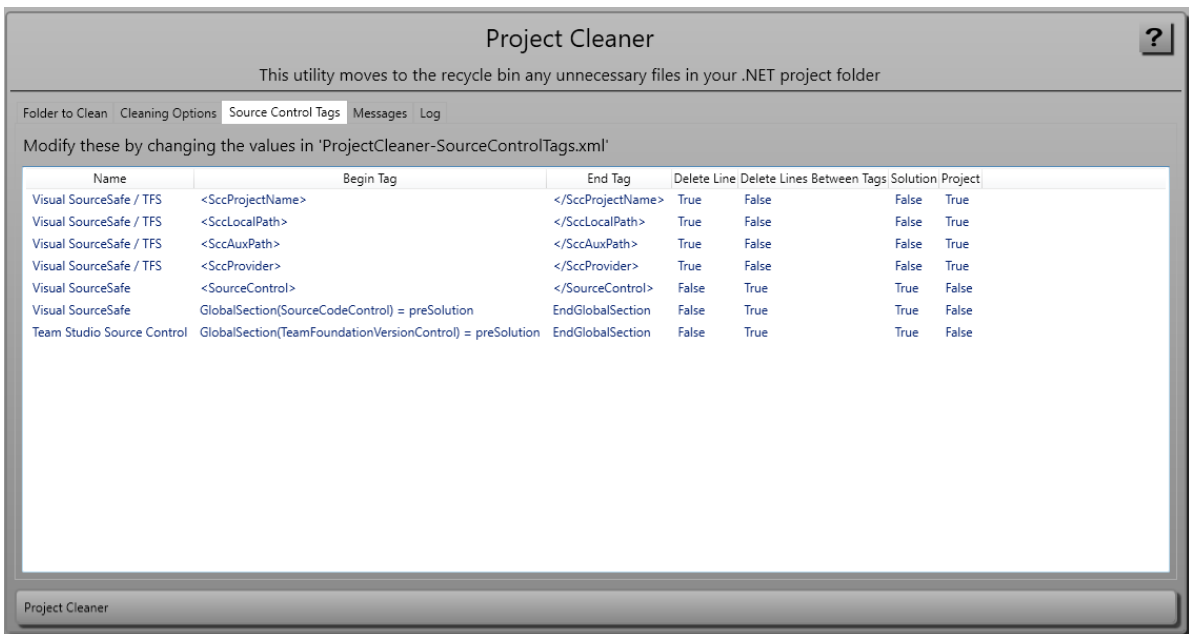 Project Cleaner
?
This utility moves to the recycle bin any unnecessary files in your .NET project folder
Folder to Clean Cleaning Options Source Control Tags Messages Log
Modify these by changing the values in 'ProjectCleaner-SourceControlTags.xml'
Name Begin Tag End Tag Delete Line Delete Lines Between Tags Solution Project
Visual SourceSafe / TFS <SccProjectName> </SccProjectName> True False False True
Visual SourceSafe / TFS <SccLocalPath> </SccLocalPath> True False False True
Visual SourceSafe / TFS <SccAuxPath> </SccAuxPath> True False False True
Visual SourceSafe / TFS <SccProvider> </SccProvider> True False False True
Visual SourceSafe <SourceControl> </SourceControl> False True True False
Visual SourceSafe GlobalSection(SourceCodeControl) = preSolution EndGlobalSection False True True False
Team Studio Source Control GlobalSection(TeamFoundationVersionControl) = preSolution EndGlobalSection False True True False
Project Cleaner